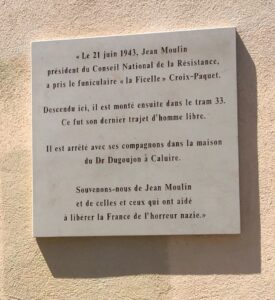 « Le 21 juin 1943, Jean Moulin
président du Conseil National de la Résistance,
a pris le funiculaire « la Ficelle » Croix-Paquet.
Descendu ici, il est monté ensuite dans le tram 33.
Ce fut son dernier trajet d'homme libre.
Il est arrêté avec ses compagnons dans la maison
du Dr Dugoujon à Caluire.
Souvenons-nous de Jean Moulin
et de celles et ceux qui ont aidé
à libérer la France de l'horreur nazie.»